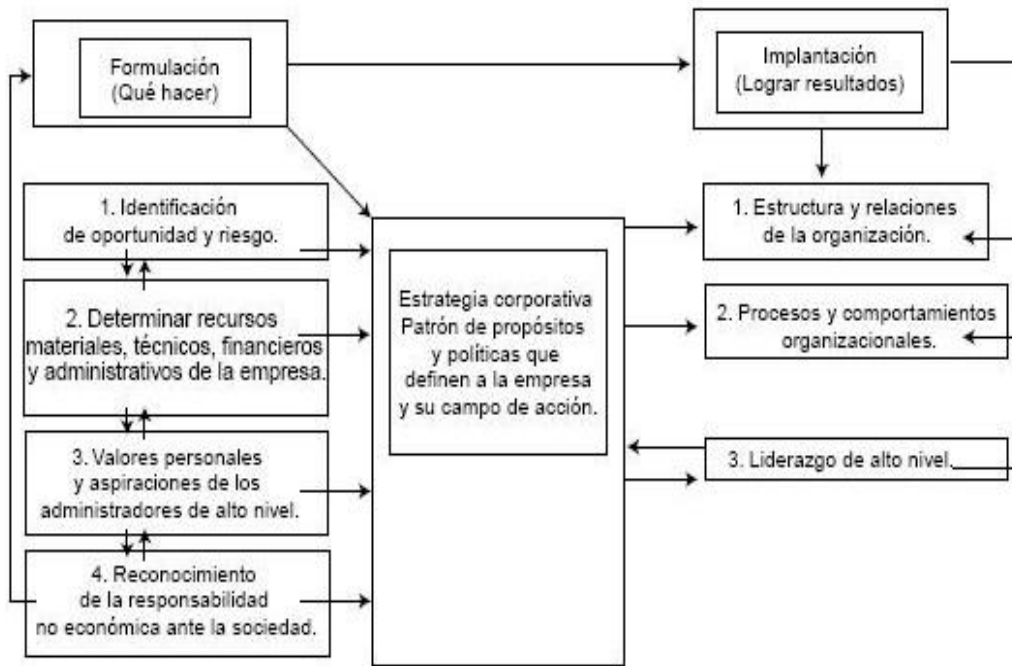 Formulación
(Qué hacer)
Implantación
(Lograr resultados)
1. Identificación
de oportunidad y riesgo.
2. Determinar recursos
materiales, técnicos, financieros
y administrativos de la empresa.
3. Valores personales
y aspiraciones de los
administradores de alto nivel.
4. Reconocimiento
de la responsabilidad
no económica ante la sociedad.
Estrategia corporativa
Patrón de propósitos
y políticas que
definen a la empresa
y su campo de acción.
1. Estructura y relaciones
de la organización.
2. Procesos y comportamientos
organizacionales.
3. Liderazgo de alto nivel.